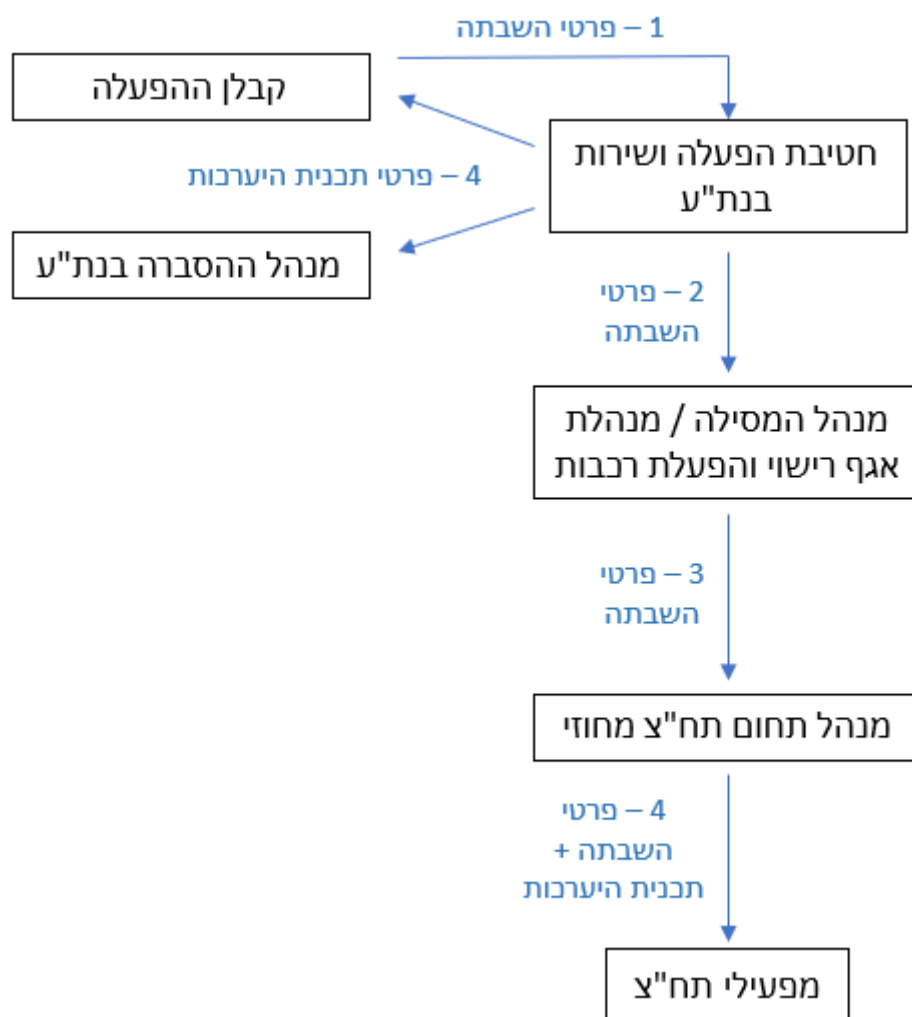 1 – פרטי השבתה
קבלן ההפעלה
חטיבת הפעלה ושירות
בנת"ע
4 – פרטי תכנית היערכות
מנהל ההסברה בנת"ע
2 – פרטי
השבתה
מנהל המסילה / מנהלת
אגף רישוי והפעלת רכבות
3 – פרטי
השבתה
מנהל תחום תח"צ מחוזי
4 – פרטי
השבתה +
תכנית היערכות
מפעילי תח"צ